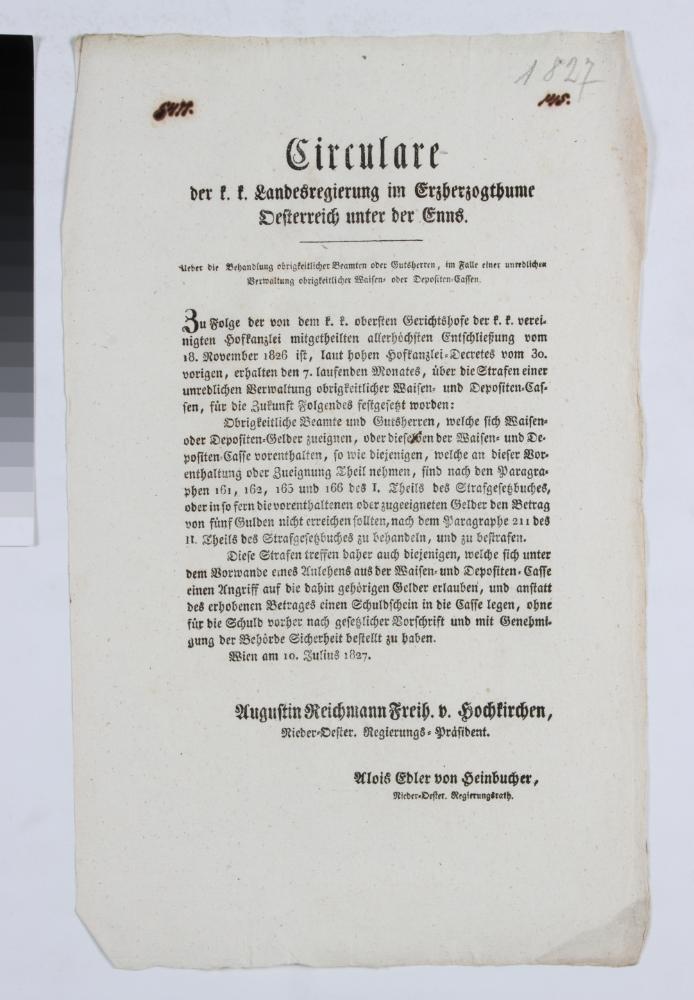 1827
145.
Circulare
der k. k. Landesregierung im Erzherzogthume
Oesterreich unter der Enns.
Ueber die Behandlung obrigkeitlicher Beamten oder Gutsherren, im Falle einer unredlichen
Verwaltung obrigkeitlicher Waisen- oder Depositen-Cassen.
Zu Folge der von dem k. k. obersten Gerichtshofe der k. k. verei-
nigten Hofkanzlei mitgetheilten allerhöchsten Entschließung vom
18. November 1826 ist, laut hohen Hofkanzlei-Decretes vom 30.
vorigen, erhalten den 7. laufenden Monates, über die Strafen einer
unredlichen Verwaltung obrigkeitlicher Waisen- und Depositen-Cas-
sen, für die Zukunft Folgendes festgesetzt worden:
Obrigkeitliche Beamte und Gutsherren, welche sich Waisen-
oder Depositen-Gelder zueignen, oder dieselben der Waisen- und De-
positen-Casse vorenthalten, so wie diejenigen, welche an dieser Vor-
enthaltung oder Zueignung Theil nehmen, sind nach den Paragra-
phen 161, 162, 165 und 166 des I. Theils des Strafgesetzbuches,
oder in so fern die vorenthaltenen oder zugeeigneten Gelder den Betrag
von fünf Gulden nicht erreichen sollten, nach dem Paragraphe 211 des
II. Theils des Strafgesetzbuches zu behandeln, und zu bestrafen.
Diese Strafen treffen daher auch diejenigen, welche sich unter
dem Vorwande eines Anlehens aus der Waisen- und Depositen-Casse
einen Angriff auf die dahin gehörigen Gelder erlauben, und anstatt
des erhobenen Betrages einen Schuldschein in die Casse legen, ohne
für die Schuld vorher nach gesetzlicher Vorschrift und mit Genehmi-
gung der Behörde Sicherheit bestellt zu haben.
Wien am 10. Julius 1827.
Augustin Reichmann Freih. v. Hochkirchen,
Nieder-Oester. Regierungs-Präsident.
Alois Edler von Heinbucher,
Nieder-Oester. Regierungsrath.